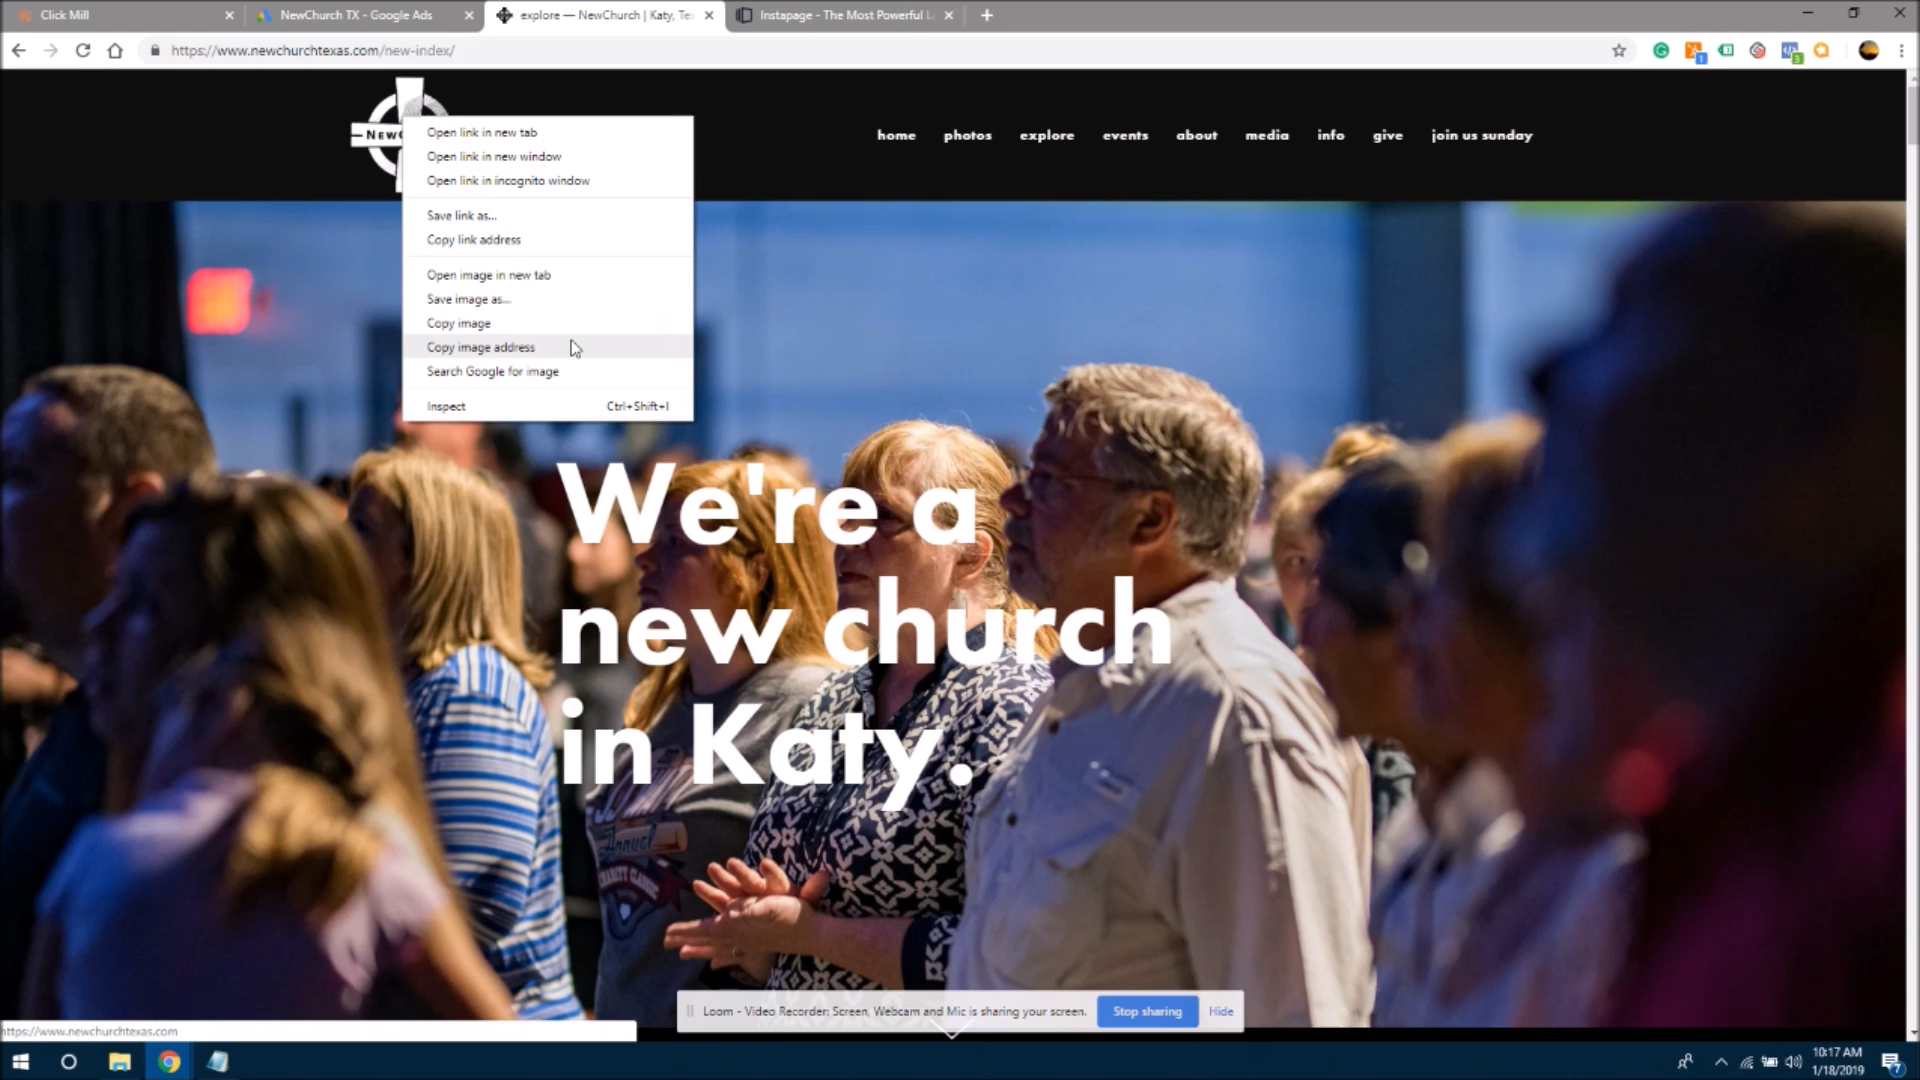 Click Mill
NewChurch TX - Google Ads
explore — NewChurch | Katy, Te
Instapage - The Most Powerful L
https://www.newchurchtexas.com/new-index/
home photos explore events about media info give join us sunday
Open link in new tab
Open link in new window
Open link in incognito window
Save link as...
Copy link address
Open image in new tab
Save image as...
Copy image
Copy image address
Search Google for image
Inspect Ctrl+Shift+I
We're a
new church
in Katy.
Annual
Loom - Video Recorder: Screen, Webcam and Mic is sharing your screen. Stop sharing Hide
https://www.newchurchtexas.com
10:17 AM
1/18/2019
7